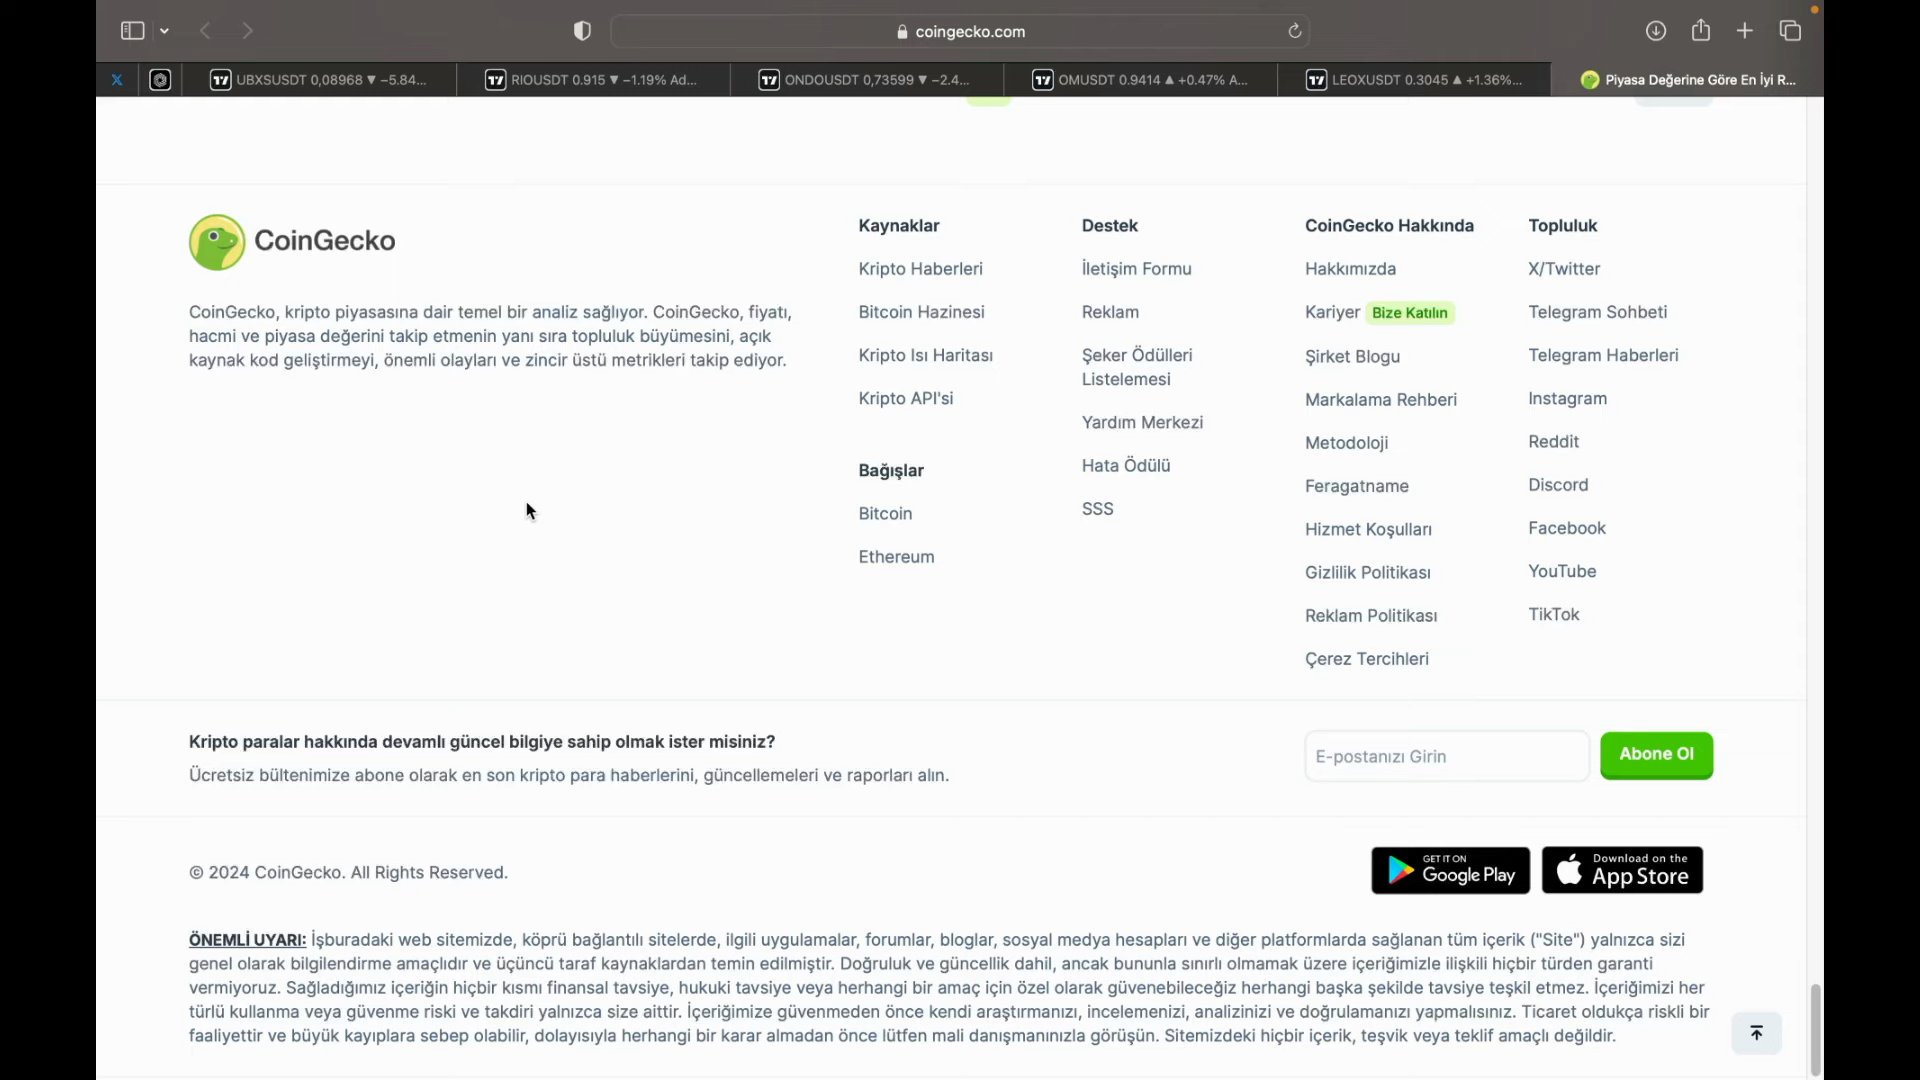 coingecko.com
UBXSUSDT 0,08968 ▼ −5.84...
RIOUSDT 0.915 ▼ −1.19% Ad...
ONDOUSDT 0,73599 ▼ −2.4...
OMUSDT 0.9414 ▲ +0.47% A...
LEOXUSDT 0.3045 ▲ +1.36%...
Piyasa Değerine Göre En İyi R...
CoinGecko
CoinGecko, kripto piyasasına dair temel bir analiz sağlıyor. CoinGecko, fiyatı,
hacmi ve piyasa değerini takip etmenin yanı sıra topluluk büyümesini, açık
kaynak kod geliştirmeyi, önemli olayları ve zincir üstü metrikleri takip ediyor.
Kaynaklar
Kripto Haberleri
Bitcoin Hazinesi
Kripto Isı Haritası
Kripto API'si
Bağışlar
Bitcoin
Ethereum
Destek
İletişim Formu
Reklam
Şeker Ödülleri
Listelemesi
Yardım Merkezi
Hata Ödülü
SSS
CoinGecko Hakkında
Hakkımızda
Kariyer Bize Katılın
Şirket Blogu
Markalama Rehberi
Metodoloji
Feragatname
Hizmet Koşulları
Gizlilik Politikası
Reklam Politikası
Çerez Tercihleri
Topluluk
X/Twitter
Telegram Sohbeti
Telegram Haberleri
Instagram
Reddit
Discord
Facebook
YouTube
TikTok
Kripto paralar hakkında devamlı güncel bilgiye sahip olmak ister misiniz?
Ücretsiz bültenimize abone olarak en son kripto para haberlerini, güncellemeleri ve raporları alın.
E-postanızı Girin
Abone Ol
© 2024 CoinGecko. All Rights Reserved.
GET IT ON
Google Play
Download on the
App Store
ÖNEMLİ UYARI: İşburadaki web sitemizde, köprü bağlantılı sitelerde, ilgili uygulamalar, forumlar, bloglar, sosyal medya hesapları ve diğer platformlarda sağlanan tüm içerik ("Site") yalnızca sizi
genel olarak bilgilendirme amaçlıdır ve üçüncü taraf kaynaklardan temin edilmiştir. Doğruluk ve güncellik dahil, ancak bununla sınırlı olmamak üzere içeriğimizle ilişkili hiçbir türden garanti
vermiyoruz. Sağladığımız içeriğin hiçbir kısmı finansal tavsiye, hukuki tavsiye veya herhangi bir amaç için özel olarak güvenebileceğiz herhangi başka şekilde tavsiye teşkil etmez. İçeriğimizi her
türlü kullanma veya güvenme riski ve takdiri yalnızca size aittir. İçeriğimize güvenmeden önce kendi araştırmanızı, incelemenizi, analizinizi ve doğrulamanızı yapmalısınız. Ticaret oldukça riskli bir
faaliyettir ve büyük kayıplara sebep olabilir, dolayısıyla herhangi bir karar almadan önce lütfen mali danışmanınızla görüşün. Sitemizdeki hiçbir içerik, teşvik veya teklif amaçlı değildir.